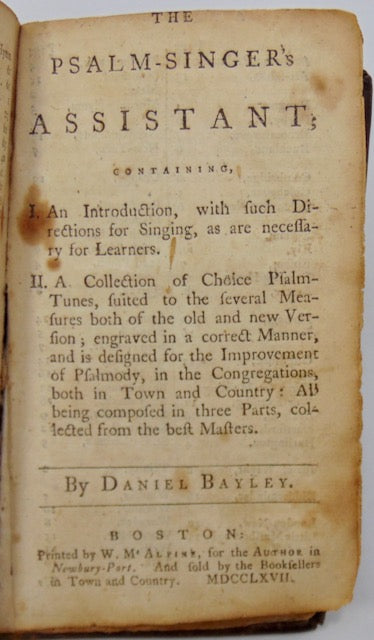 THE
PSALM-SINGER's
ASSISTANT;
CONTAINING,
I. An Introduction, with ſuch Di-
rections for Singing, as are neceſſa-
ry for Learners.
II. A Collection of Choice Pſalm-
Tunes, ſuited to the ſeveral Mea-
ſures both of the old and new Ver-
ſion; engraved in a correct Manner,
and is deſigned for the Improvement
of Pſalmody, in the Congregations,
both in Town and Country: All
being compoſed in three Parts, col-
lected from the beſt Maſters.
By DANIEL BAYLEY.
BOSTON:
Printed by W. Mc ALPINE, for the AUTHOR in
Newbury-Port. And ſold by the Bookſellers
in Town and Country. MDCCLXVII.